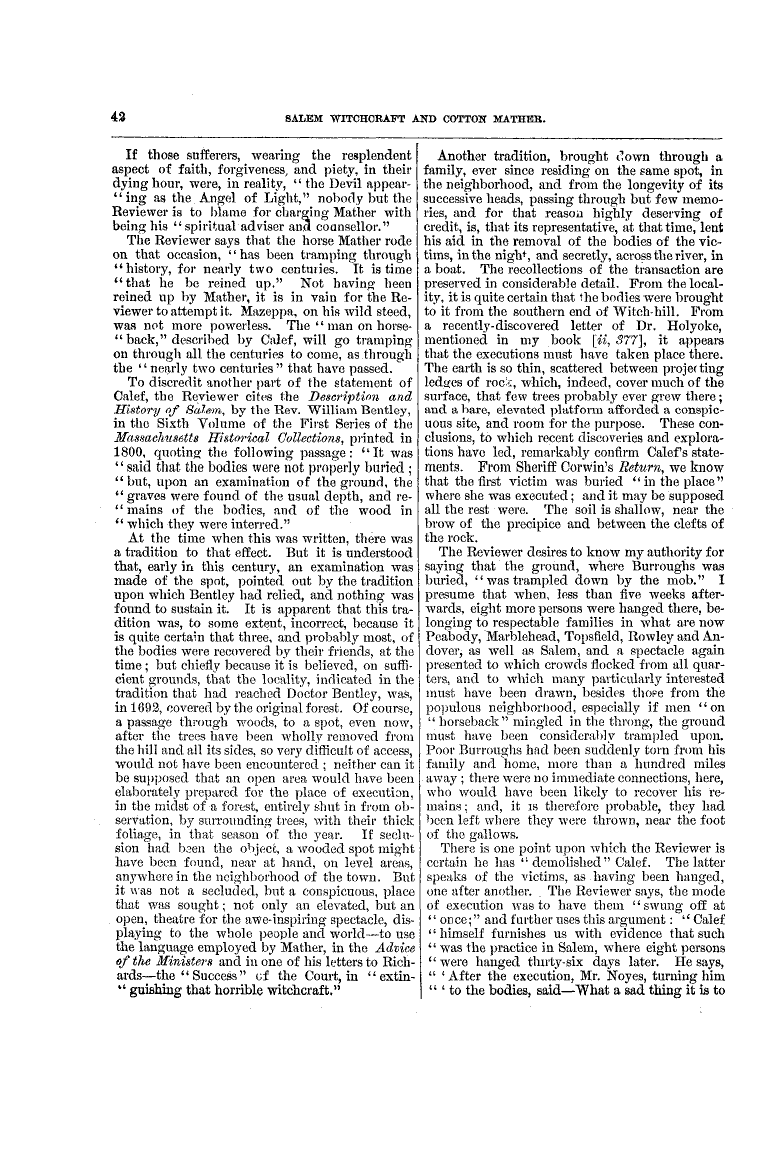 42
SALEM WITCHCRAFT AND COTTON MATHER.
If those sufferers, wearing the resplendent
aspect of faith, forgiveness, and piety, in their
dying hour, were, in reality, “ the Devil appear-
“ ing as the Angel of Light,” nobody but the
Reviewer is to blame for charging Mather with
being his “ spiritual adviser and counsellor.”
The Reviewer says that the horse Mather rode
on that occasion, “ has been tramping through
“ history, for nearly two centuries. It is time
“ that he be reined up.” Not having been
reined up by Mather, it is in vain for the Re-
viewer to attempt it. Mazeppa, on his wild steed,
was not more powerless. The “ man on horse-
“ back,” described by Calef, will go tramping
on through all the centuries to come, as through
the “ nearly two centuries ” that have passed.
To discredit another part of the statement of
Calef, the Reviewer cites the Description and
History of Salem, by the Rev. William Bentley,
in the Sixth Volume of the First Series of the
Massachusetts Historical Collections, printed in
1800, quoting the following passage : “ It was
“ said that the bodies were not properly buried ;
“ but, upon an examination of the ground, the
“ graves were found of the usual depth, and re-
“ mains of the bodies, and of the wood in
“ which they were interred.”
At the time when this was written, there was
a tradition to that effect. But it is understood
that, early in this century, an examination was
made of the spot, pointed out by the tradition
upon which Bentley had relied, and nothing was
found to sustain it. It is apparent that this tra-
dition was, to some extent, incorrect, because it
is quite certain that three, and probably most, of
the bodies were recovered by their friends, at the
time ; but chiefly because it is believed, on suffi-
cient grounds, that the locality, indicated in the
tradition that had reached Doctor Bentley, was,
in 1692, covered by the original forest. Of course,
a passage through woods, to a spot, even now,
after the trees have been wholly removed from
the hill and all its sides, so very difficult of access,
would not have been encountered ; neither can it
be supposed that an open area would have been
elaborately prepared for the place of execution,
in the midst of a forest, entirely shut in from ob-
servation, by surrounding trees, with their thick
foliage, in that season of the year. If seclu-
sion had been the object, a wooded spot might
have been found, near at hand, on level areas,
anywhere in the neighborhood of the town. But
it was not a secluded, but a conspicuous, place
that was sought ; not only an elevated, but an
open, theatre for the awe-inspiring spectacle, dis-
playing to the whole people and world—to use
the language employed by Mather, in the Advice
of the Ministers and in one of his letters to Rich-
ards—the “ Success ” of the Court, in “ extin-
“ guishing that horrible witchcraft.”
Another tradition, brought down through a
family, ever since residing on the same spot, in
the neighborhood, and from the longevity of its
successive heads, passing through but few memo-
ries, and for that reason highly deserving of
credit, is, that its representative, at that time, lent
his aid in the removal of the bodies of the vic-
tims, in the night, and secretly, across the river, in
a boat. The recollections of the transaction are
preserved in considerable detail. From the local-
ity, it is quite certain that the bodies were brought
to it from the southern end of Witch-hill. From
a recently-discovered letter of Dr. Holyoke,
mentioned in my book [ii, 377], it appears
that the executions must have taken place there.
The earth is so thin, scattered between projecting
ledges of rock, which, indeed, cover much of the
surface, that few trees probably ever grew there ;
and a bare, elevated platform afforded a conspic-
uous site, and room for the purpose. These con-
clusions, to which recent discoveries and explora-
tions have led, remarkably confirm Calef's state-
ments. From Sheriff Corwin's Return, we know
that the first victim was buried “ in the place ”
where she was executed ; and it may be supposed
all the rest were. The soil is shallow, near the
brow of the precipice and between the clefts of
the rock.
The Reviewer desires to know my authority for
saying that the ground, where Burroughs was
buried, “ was trampled down by the mob.” I
presume that when, less than five weeks after-
wards, eight more persons were hanged there, be-
longing to respectable families in what are now
Peabody, Marblehead, Topsfield, Rowley and An-
dover, as well as Salem, and a spectacle again
presented to which crowds flocked from all quar-
ters, and to which many particularly interested
must have been drawn, besides those from the
populous neighborhood, especially if men “ on
“ horseback ” mingled in the throng, the ground
must have been considerably trampled upon.
Poor Burroughs had been suddenly torn from his
family and home, more than a hundred miles
away ; there were no immediate connections, here,
who would have been likely to recover his re-
mains ; and, it is therefore probable, they had
been left where they were thrown, near the foot
of the gallows.
There is one point upon which the Reviewer is
certain he has “ demolished ” Calef. The latter
speaks of the victims, as having been hanged,
one after another. The Reviewer says, the mode
of execution was to have them “ swung off at
“ once;” and further uses this argument : “ Calef
“ himself furnishes us with evidence that such
“ was the practice in Salem, where eight persons
“ were hanged thirty-six days later. He says,
“ ‘ After the execution, Mr. Noyes, turning him
“ ‘ to the bodies, said—What a sad thing it is to